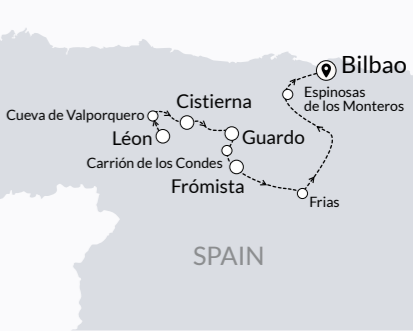 Bilbao
Espinosas
de los Monteros
Cistierna
Cueva de Valporquero
Léon
Guardo
Carrión de los Condes
Frómista
Frias
SPAIN